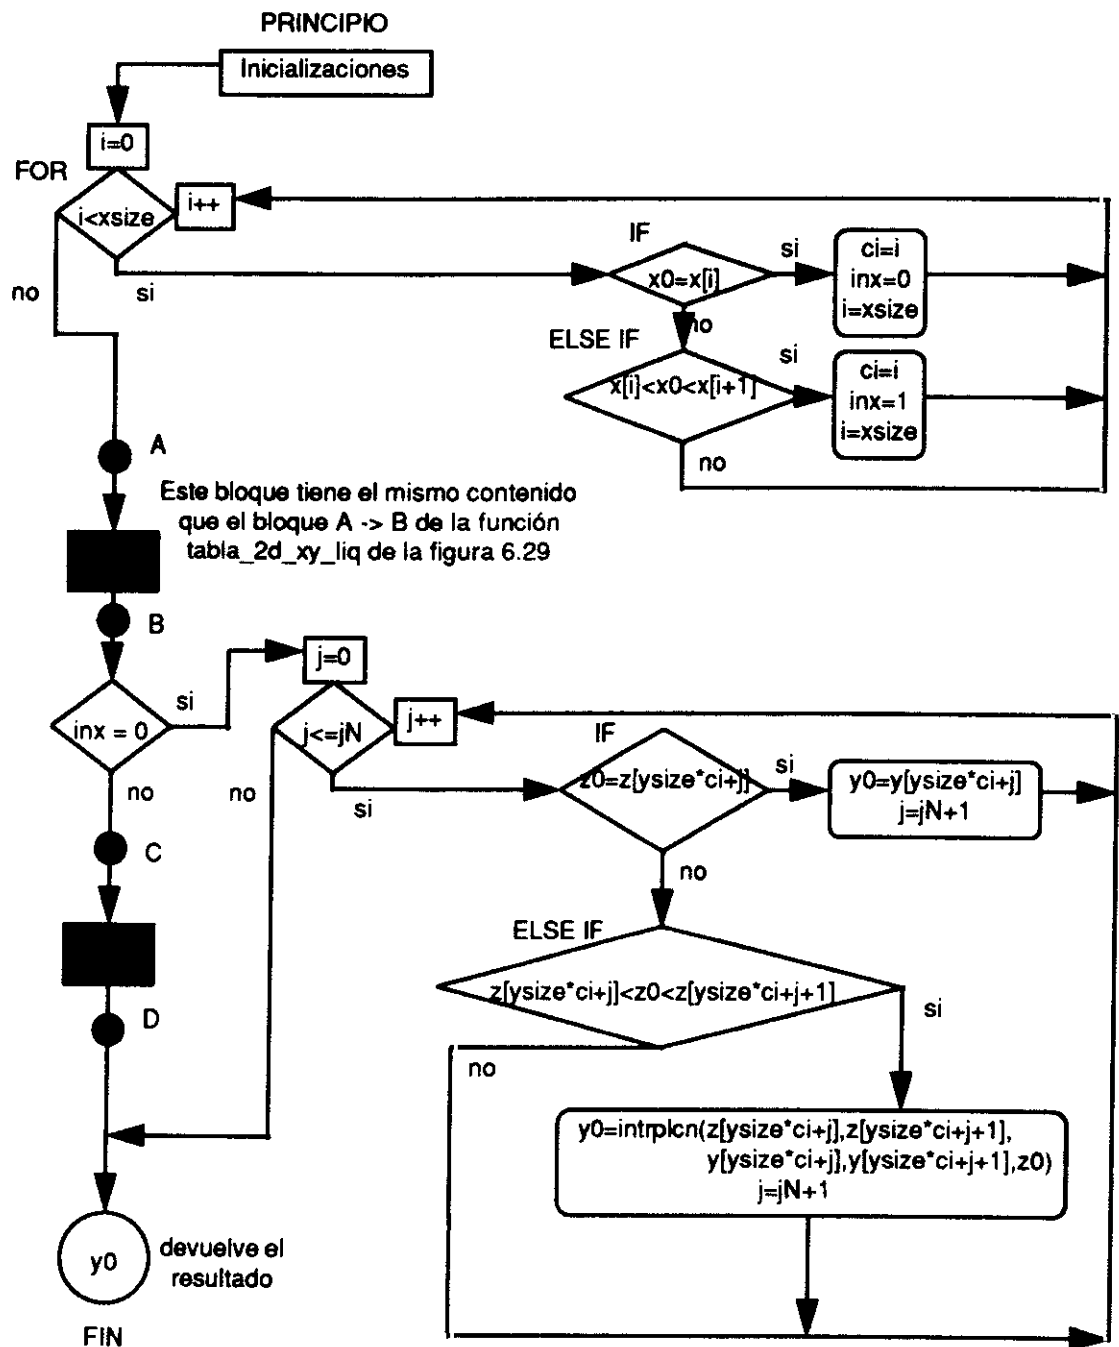 PRINCIPIO
Inicializaciones
i=0
FOR
i<xsize
i++
no
si
IF
x0=x[i]
si
ci=i
inx=0
i=xsize
no
ELSE IF
x[i]<x0<x[i+1]
si
ci=i
inx=1
i=xsize
no
A
Este bloque tiene el mismo contenido
que el bloque A -> B de la función
tabla_2d_xy_liq de la figura 6.29
B
inx = 0
si
no
j=0
j<=jN
j++
no
si
IF
z0=z[ysize*ci+j]
si
y0=y[ysize*ci+j]
j=jN+1
no
C
ELSE IF
z[ysize*ci+j]<z0<z[ysize*ci+j+1]
si
no
D
y0=intrplcn(z[ysize*ci+j],z[ysize*ci+j+1],
y[ysize*ci+j],y[ysize*ci+j+1],z0)
j=jN+1
y0
devuelve el
resultado
FIN